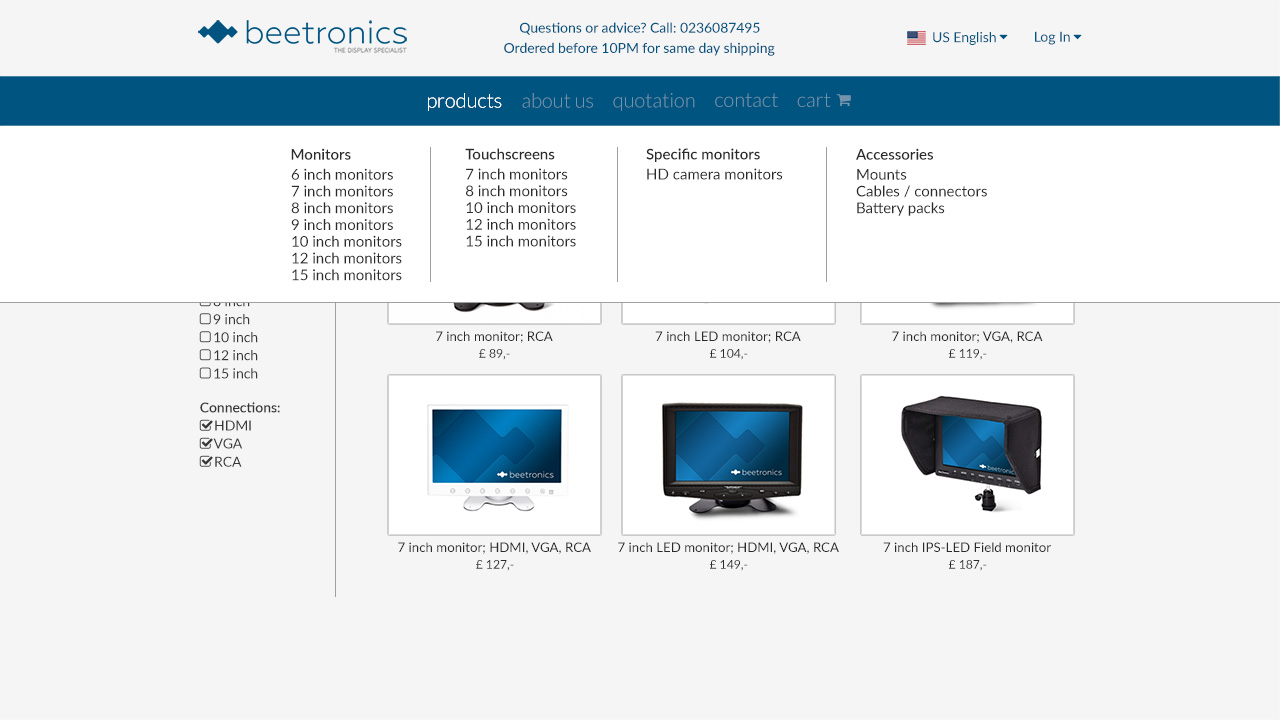 beetronics
THE DISPLAY SPECIALIST
Questions or advice? Call: 0236087495
Ordered before 10PM for same day shipping
US English
Log In
products
about us
quotation
contact
cart
Monitors
6 inch monitors
7 inch monitors
8 inch monitors
9 inch monitors
10 inch monitors
12 inch monitors
15 inch monitors
Touchscreens
7 inch monitors
8 inch monitors
10 inch monitors
12 inch monitors
15 inch monitors
Specific monitors
HD camera monitors
Accessories
Mounts
Cables / connectors
Battery packs
8 inch
9 inch
10 inch
12 inch
15 inch
Connections:
HDMI
VGA
RCA
7 inch monitor; RCA
£ 89,-
7 inch LED monitor; RCA
£ 104,-
7 inch monitor; VGA, RCA
£ 119,-
beetronics
7 inch monitor; HDMI, VGA, RCA
£ 127,-
beetronics
7 inch LED monitor; HDMI, VGA, RCA
£ 149,-
beetronics
7 inch IPS-LED Field monitor
£ 187,-